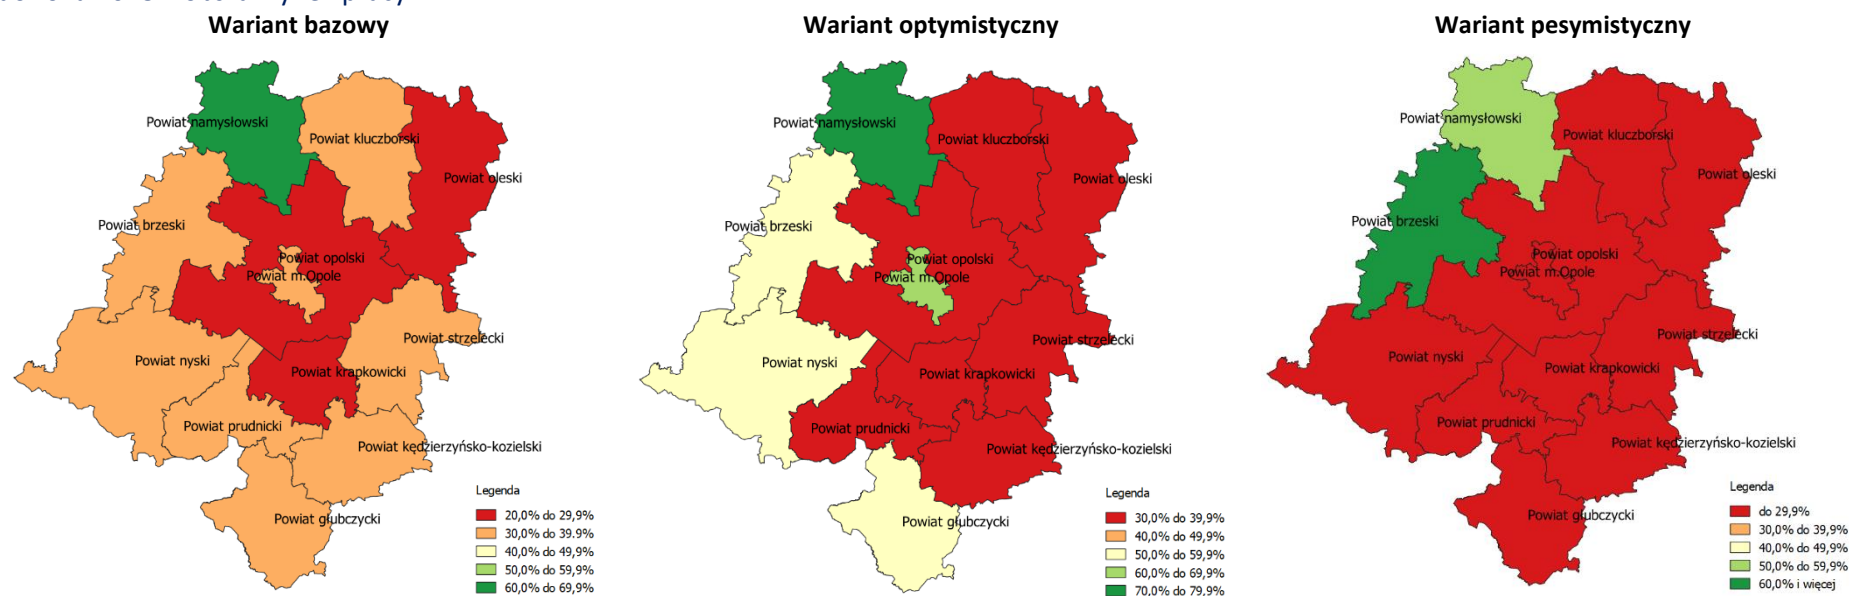 Wariant bazowy
Powiat namysłowski
Powiat kluczborski
Powiat oleski
Powiat brzeski
Powiat opolski
Powiat m.Opole
Powiat strzelecki
Powiat nyski
Powiat krapkowicki
Powiat prudnicki
Powiat kędzierzyńsko-kozielski
Powiat głubczycki
Legenda
20,0% do 29,9%
30,0% do 39.9%
40,0% do 49,9%
50,0% do 59,9%
60,0% do 69,9%
Wariant optymistyczny
Powiat namysłowski
Powiat kluczborski
Powiat oleski
Powiat brzeski
Powiat opolski
Powiat m.Opole
Powiat strzelecki
Powiat nyski
Powiat krapkowicki
Powiat prudnicki
Powiat kędzierzyńsko-kozielski
Powiat głubczycki
Legenda
30,0% do 39,9%
40,0% do 49,9%
50,0% do 59,9%
60,0% do 69,9%
70,0% do 79,9%
Wariant pesymistyczny
Powiat namysłowski
Powiat kluczborski
Powiat oleski
Powiat brzeski
Powiat opolski
Powiat m.Opole
Powiat strzelecki
Powiat nyski
Powiat krapkowicki
Powiat prudnicki
Powiat kędzierzyńsko-kozielski
Powiat głubczycki
Legenda
do 29,9%
30,0% do 39,9%
40,0% do 49,9%
50,0% do 59,9%
60,0% i więcej